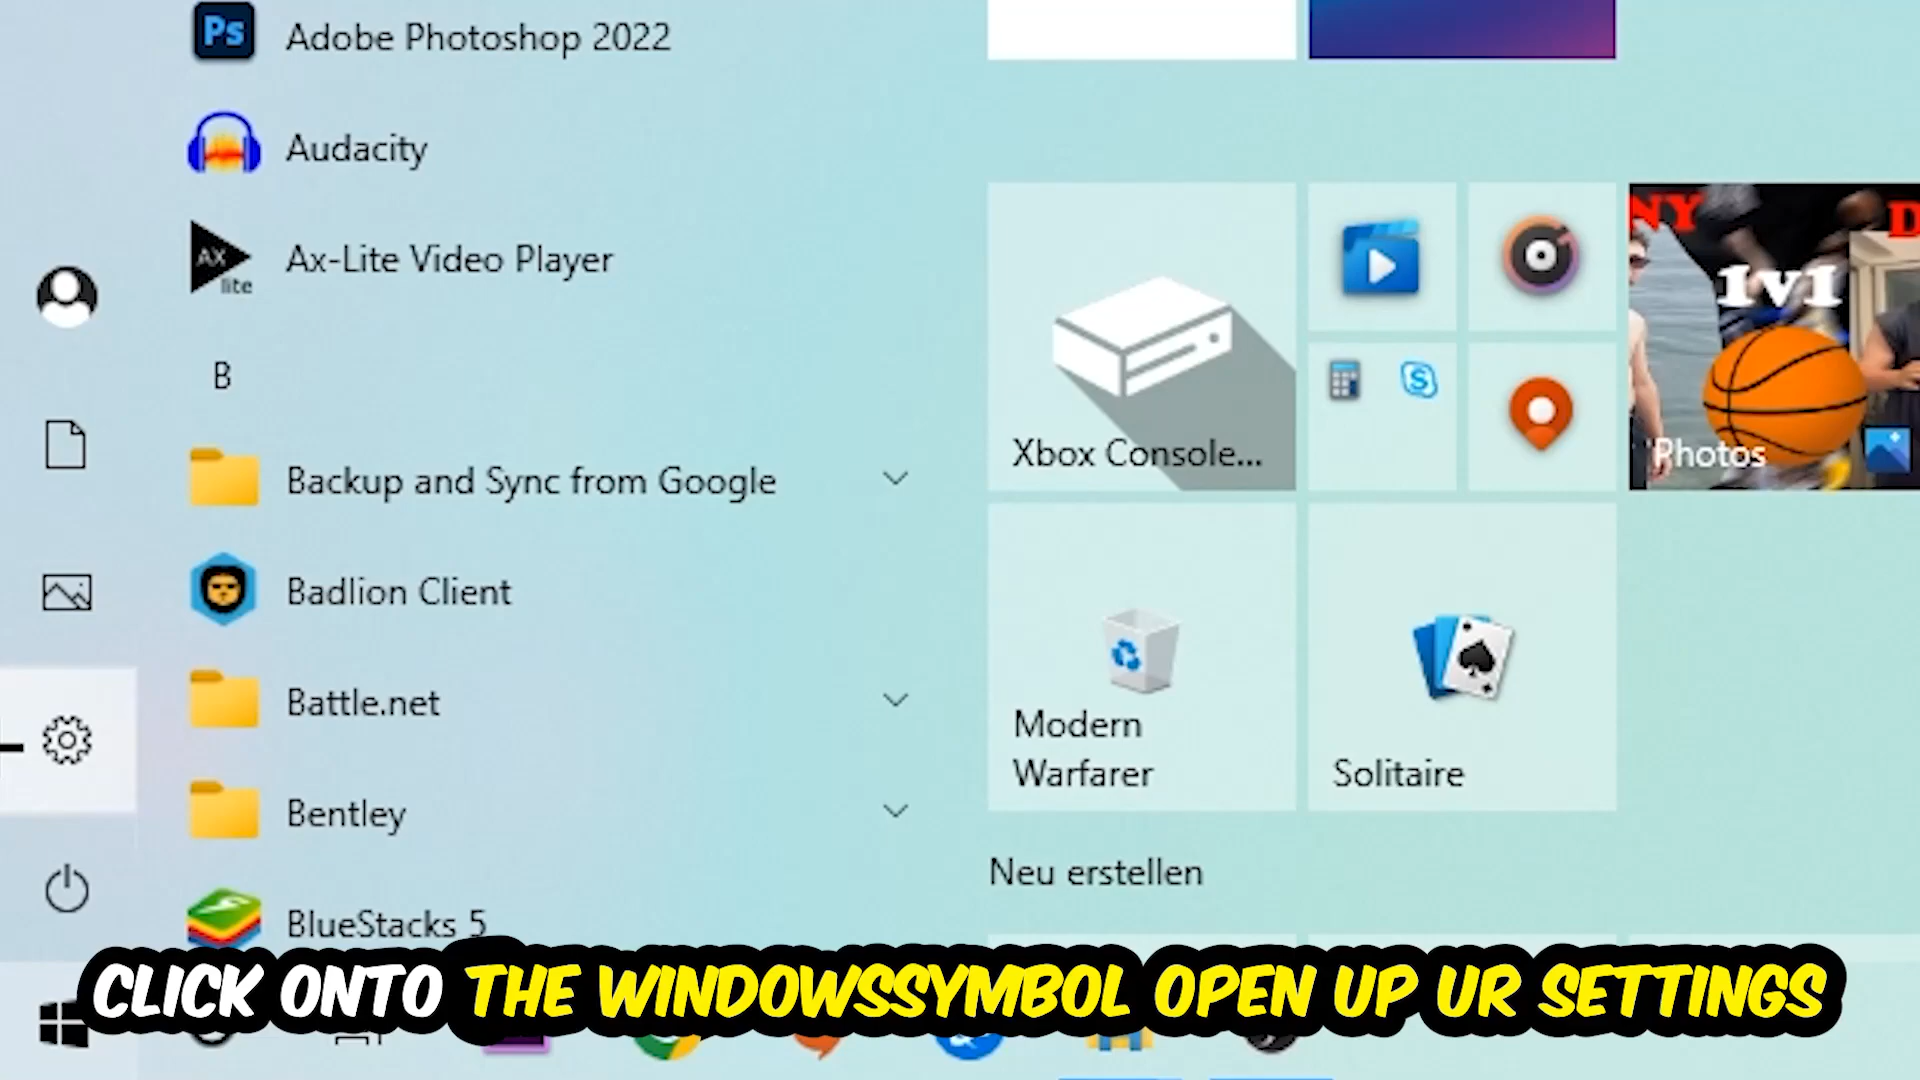 Ps
Adobe Photoshop 2022
Audacity
AX
lite
Ax-Lite Video Player
B
Backup and Sync from Google
Badlion Client
Battle.net
Bentley
BlueStacks 5
Xbox Console...
S
NY
D
1v1
Photos
Modern
Warfarer
Solitaire
Neu erstellen
CLICK ONTO THE WINDOWSSYMBOL OPEN UP UR SETTINGS